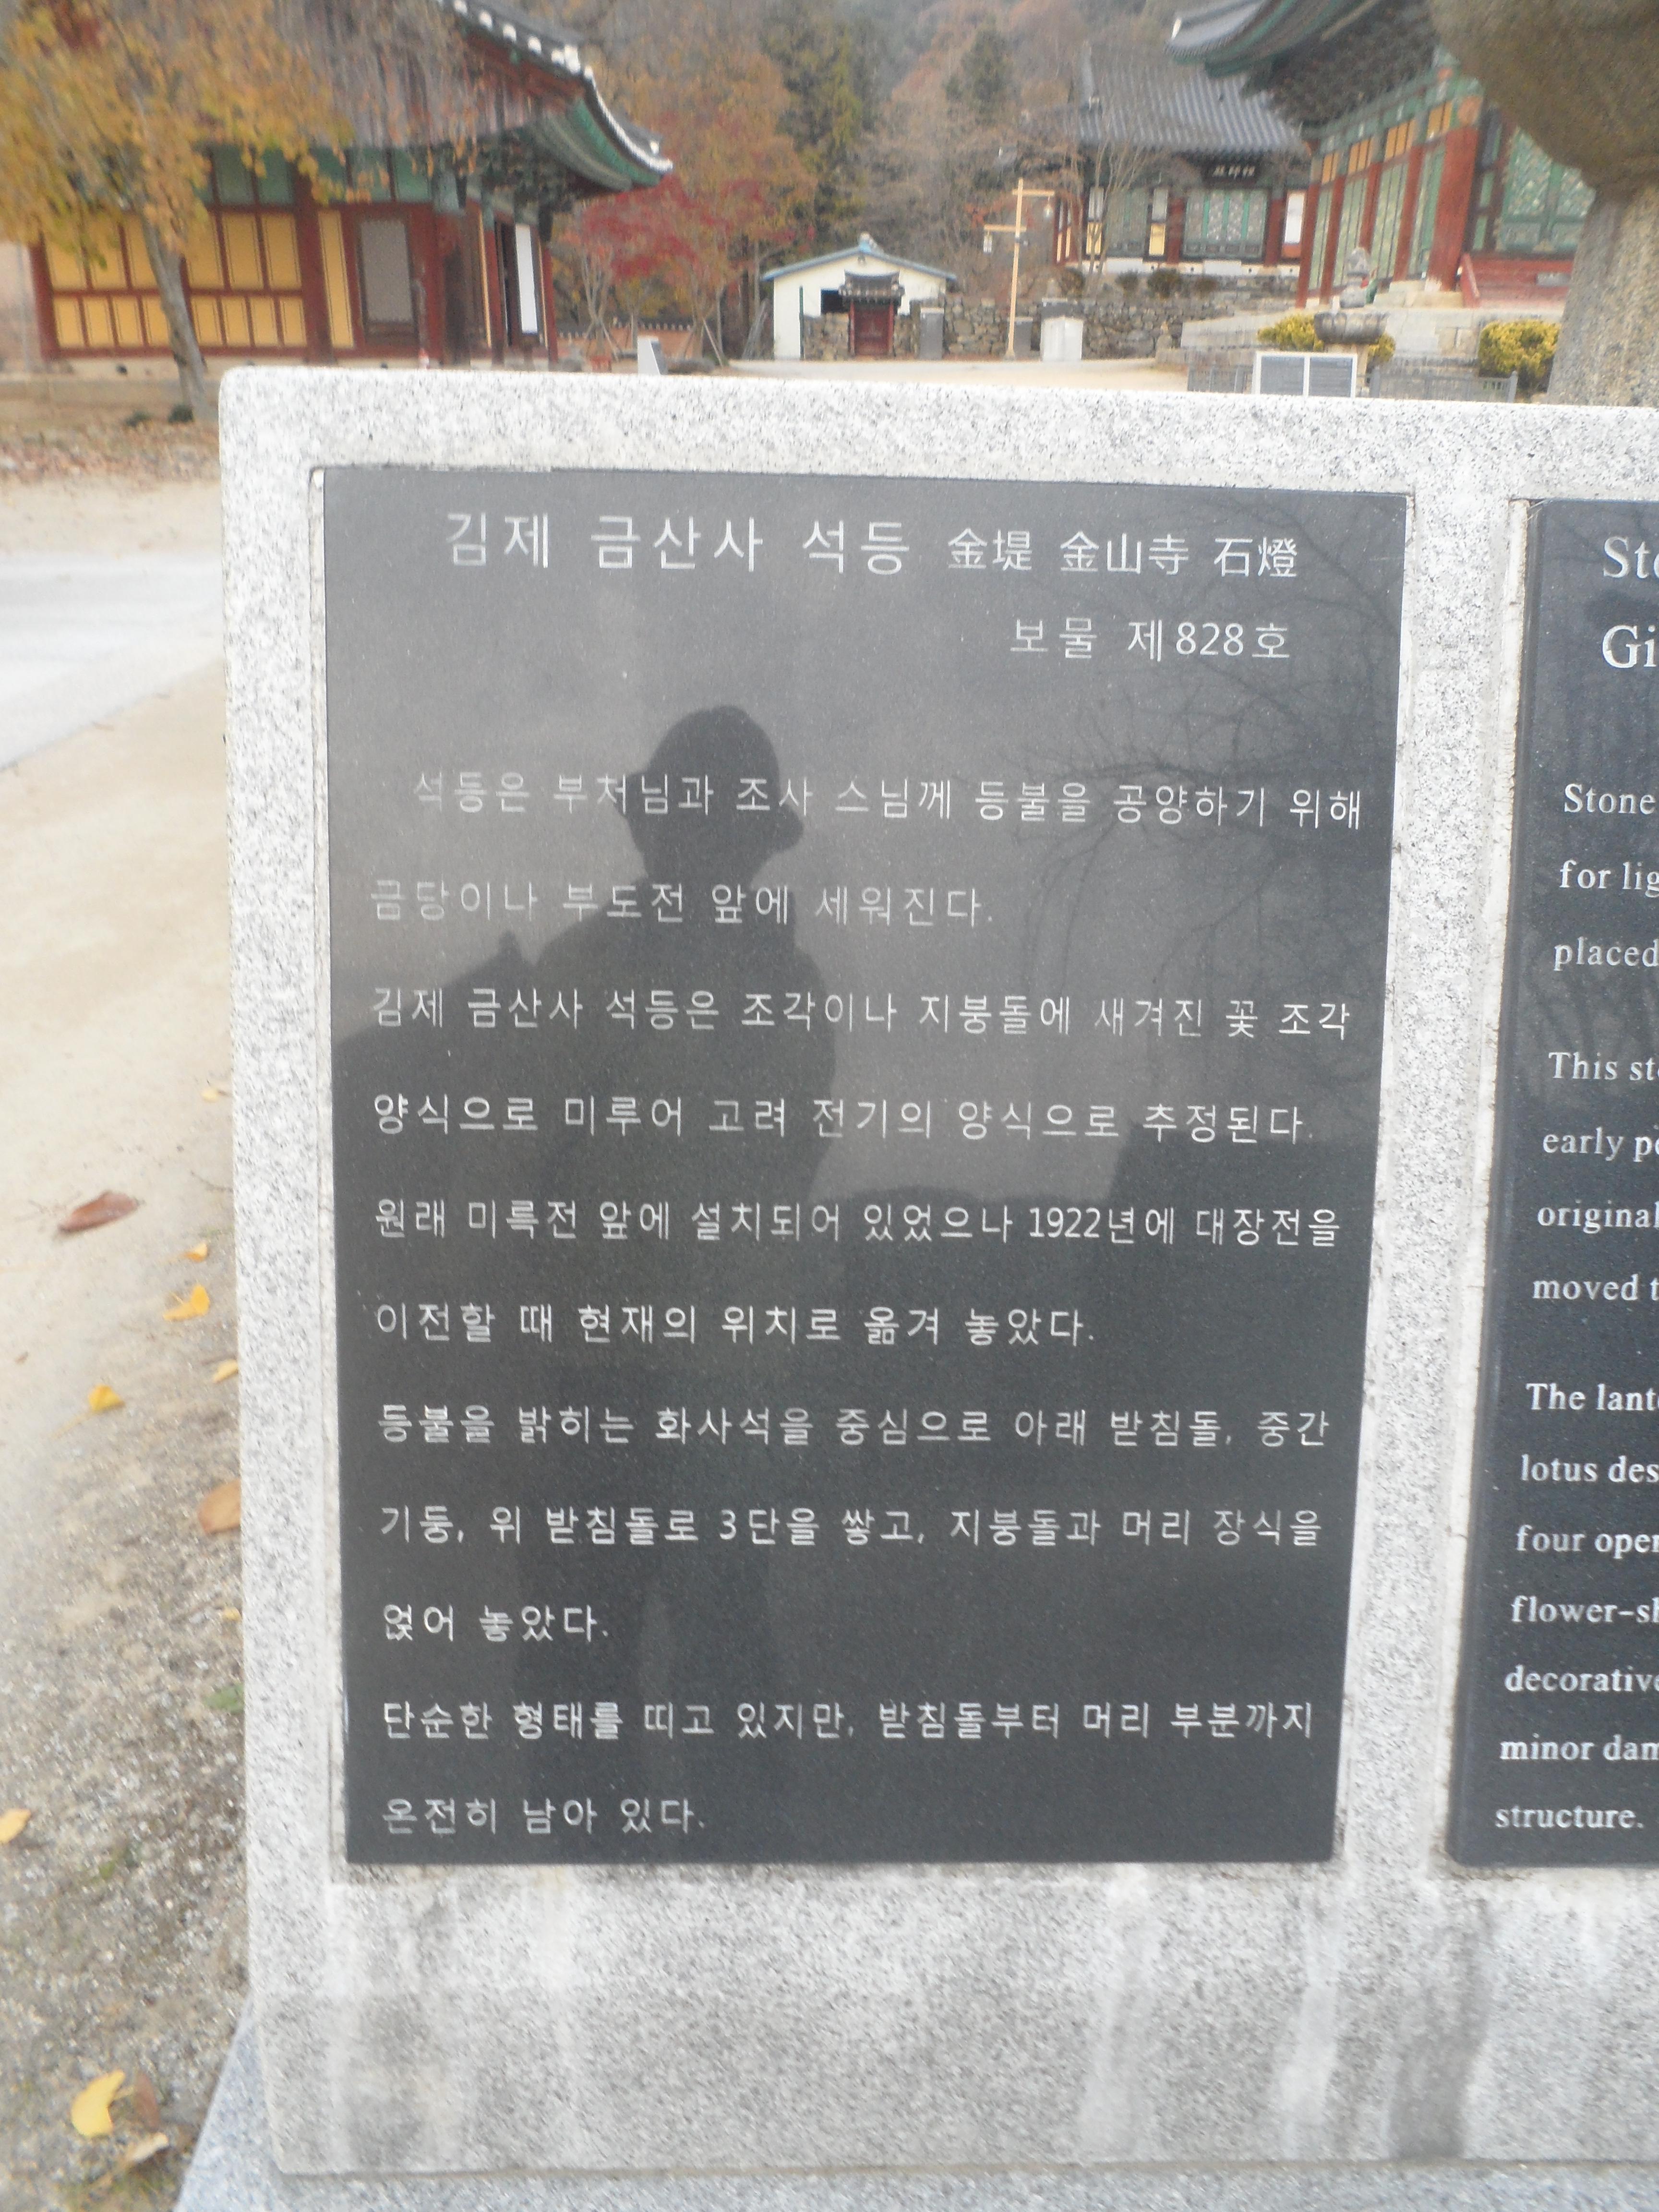 김제 금산사 석등 金堤 金山寺 石燈
보물 제828호
석등은 부처님과 조사 스님께 등불을 공양하기 위해
금당이나 부도전 앞에 세워진다.
김제 금산사 석등은 조각이나 지붕돌에 새겨진 꽃 조각
양식으로 미루어 고려 전기의 양식으로 추정된다.
원래 미륵전 앞에 설치되어 있었으나 1922년에 대장전을
이전할 때 현재의 위치로 옮겨 놓았다.
등불을 밝히는 화사석을 중심으로 아래 받침돌, 중간
기둥, 위 받침돌로 3단을 쌓고, 지붕돌과 머리 장식을
얹어 놓았다.
단순한 형태를 띠고 있지만, 받침돌부터 머리 부분까지
온전히 남아 있다.
Sto
Gi
Stone
for lig
placed
This sto
early pe
original
moved t
The lant
lotus des
four open
flower-sh
decorative
minor dam
structure.